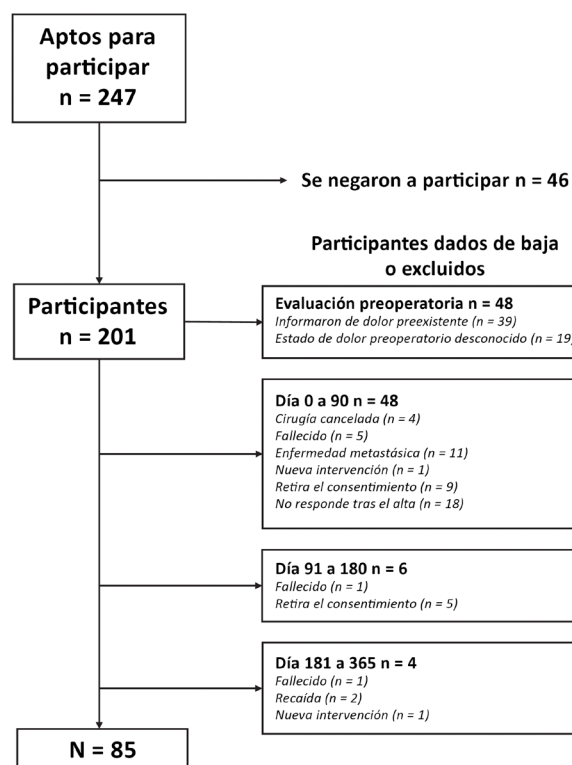 Aptos para
participar
n = 247
Se negaron a participar n = 46
Participantes dados de baja
o excluidos
Participantes
n = 201
Evaluación preoperatoria n = 48
Informaron de dolor preexistente (n = 39)
Estado de dolor preoperatorio desconocido (n = 19)
Día 0 a 90 n = 48
Cirugía cancelada (n = 4)
Fallecido (n = 5)
Enfermedad metastásica (n = 11)
Nueva intervención (n = 1)
Retira el consentimiento (n = 9)
No responde tras el alta (n = 18)
Día 91 a 180 n = 6
Fallecido (n = 1)
Retira el consentimiento (n = 5)
Día 181 a 365 n = 4
Fallecido (n = 1)
Recaída (n = 2)
Nueva intervención (n = 1)
N = 85